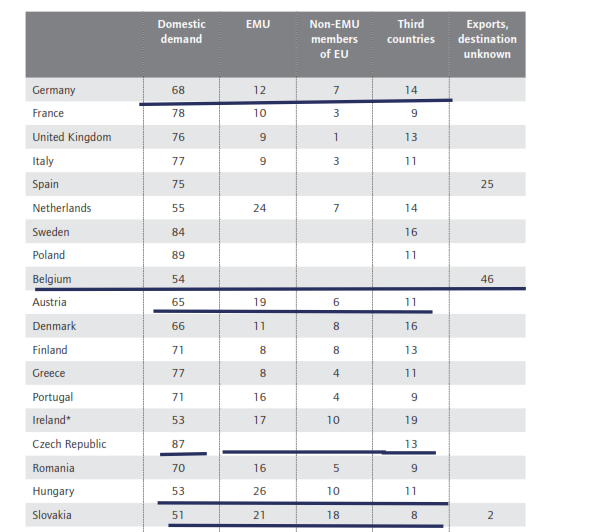 Domestic demand EMU Non-EMU members of EU Third countries Exports, destination unknown
Germany 68 12 7 14
France 78 10 3 9
United Kingdom 76 9 1 13
Italy 77 9 3 11
Spain 75 25
Netherlands 55 24 7 14
Sweden 84 16
Poland 89 11
Belgium 54 46
Austria 65 19 6 11
Denmark 66 11 8 16
Finland 71 8 8 13
Greece 77 8 4 11
Portugal 71 16 4 9
Ireland* 53 17 10 19
Czech Republic 87 13
Romania 70 16 5 9
Hungary 53 26 10 11
Slovakia 51 21 18 8 2